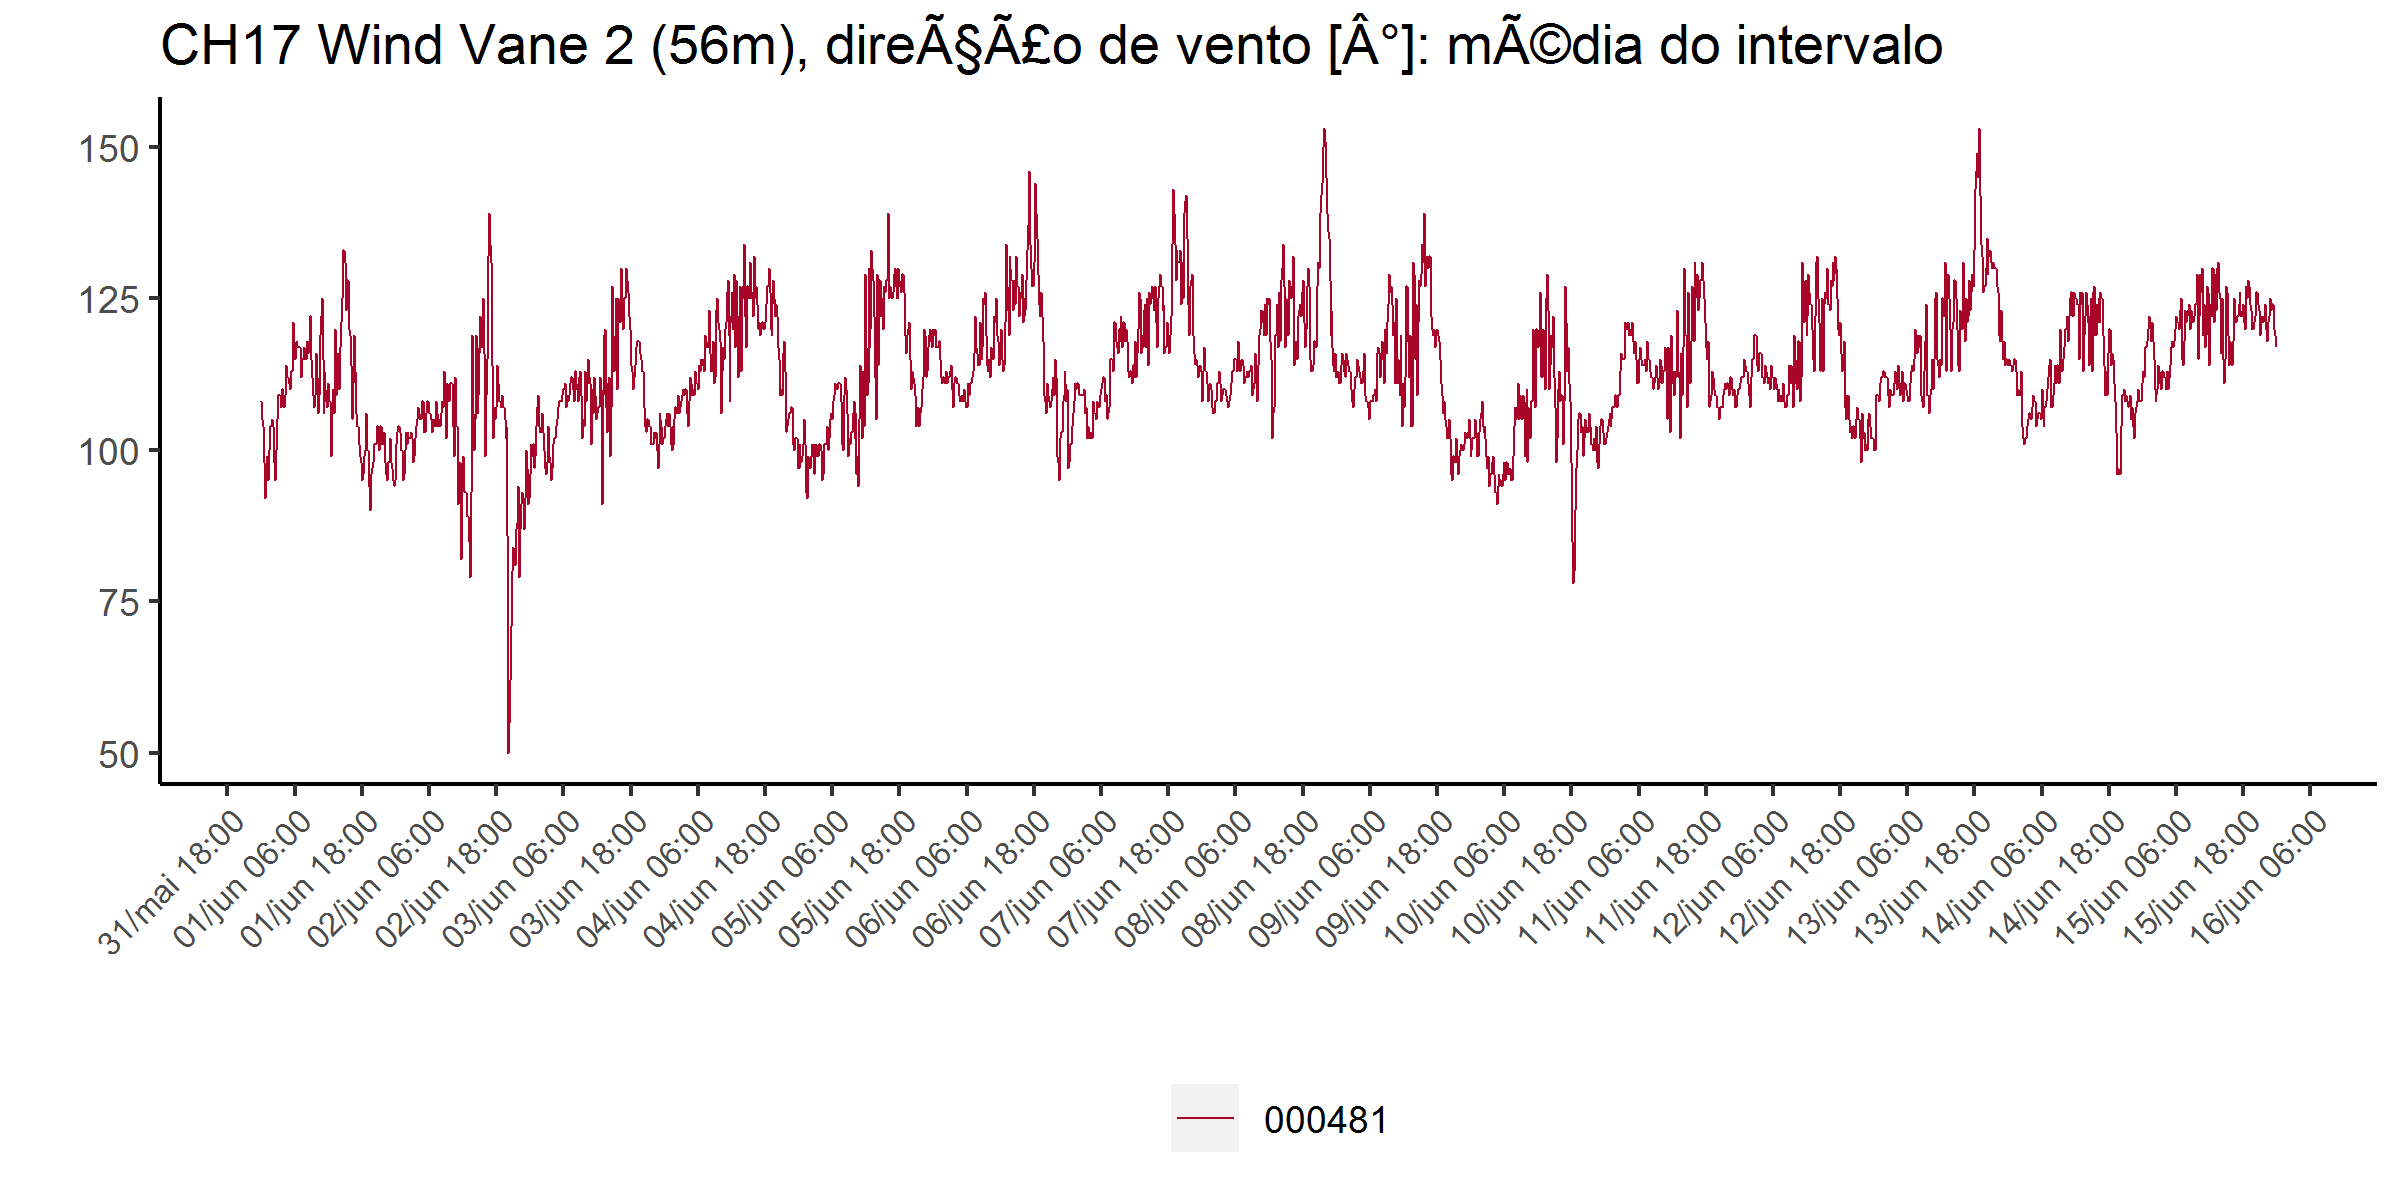 CH17 Wind Vane 2 (56m), direÃ§Ã£o de vento [Â°]: mÃ©dia do intervalo
150
125
100
75
50
31/mai 18:00
01/jun 06:00
01/jun 18:00
02/jun 06:00
02/jun 18:00
03/jun 06:00
03/jun 18:00
04/jun 06:00
04/jun 18:00
05/jun 06:00
05/jun 18:00
06/jun 06:00
06/jun 18:00
07/jun 06:00
07/jun 18:00
08/jun 06:00
08/jun 18:00
09/jun 06:00
09/jun 18:00
10/jun 06:00
10/jun 18:00
11/jun 06:00
11/jun 18:00
12/jun 06:00
12/jun 18:00
13/jun 06:00
13/jun 18:00
14/jun 06:00
14/jun 18:00
15/jun 06:00
15/jun 18:00
16/jun 06:00
000481